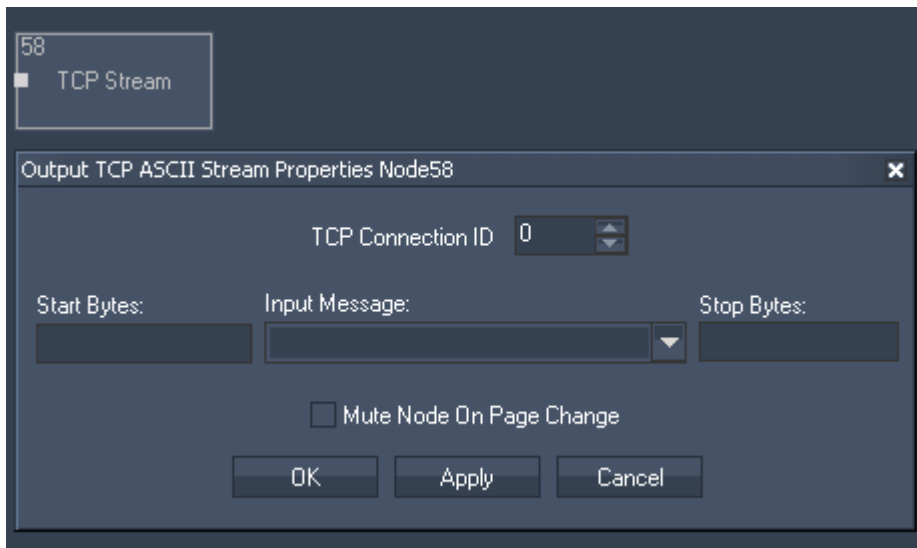 58
TCP Stream
Output TCP ASCII Stream Properties Node58
TCP Connection ID 0
Start Bytes: Input Message: Stop Bytes:
Mute Node On Page Change
OK Apply Cancel